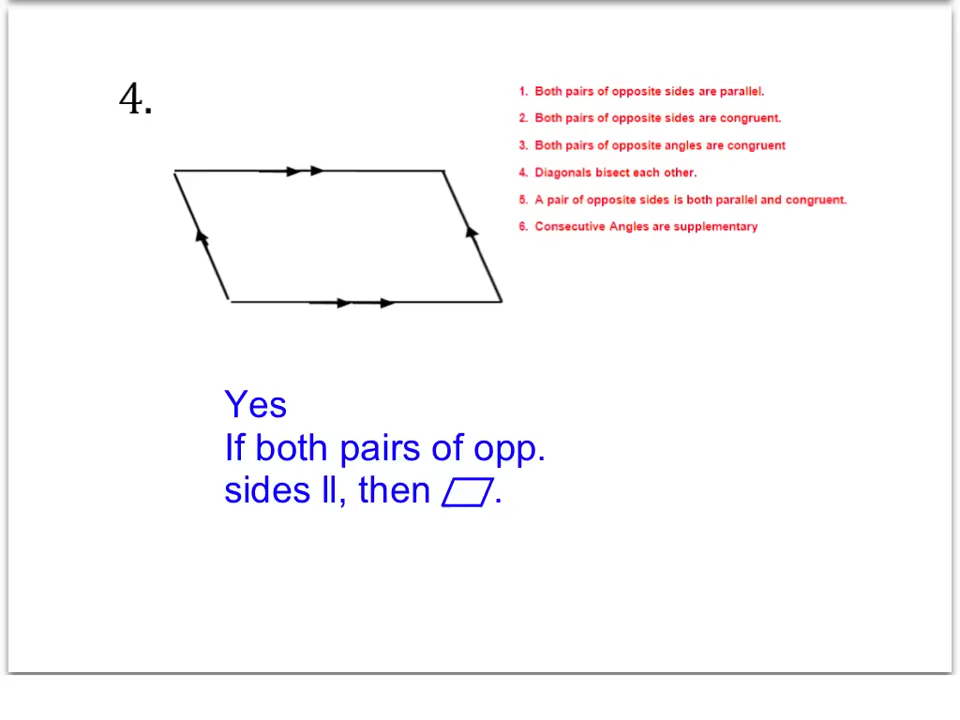 4.
1. Both pairs of opposite sides are parallel.
2. Both pairs of opposite sides are congruent.
3. Both pairs of opposite angles are congruent
4. Diagonals bisect each other.
5. A pair of opposite sides is both parallel and congruent.
6. Consecutive Angles are supplementary
Yes
If both pairs of opp.
sides ll, then ▱.